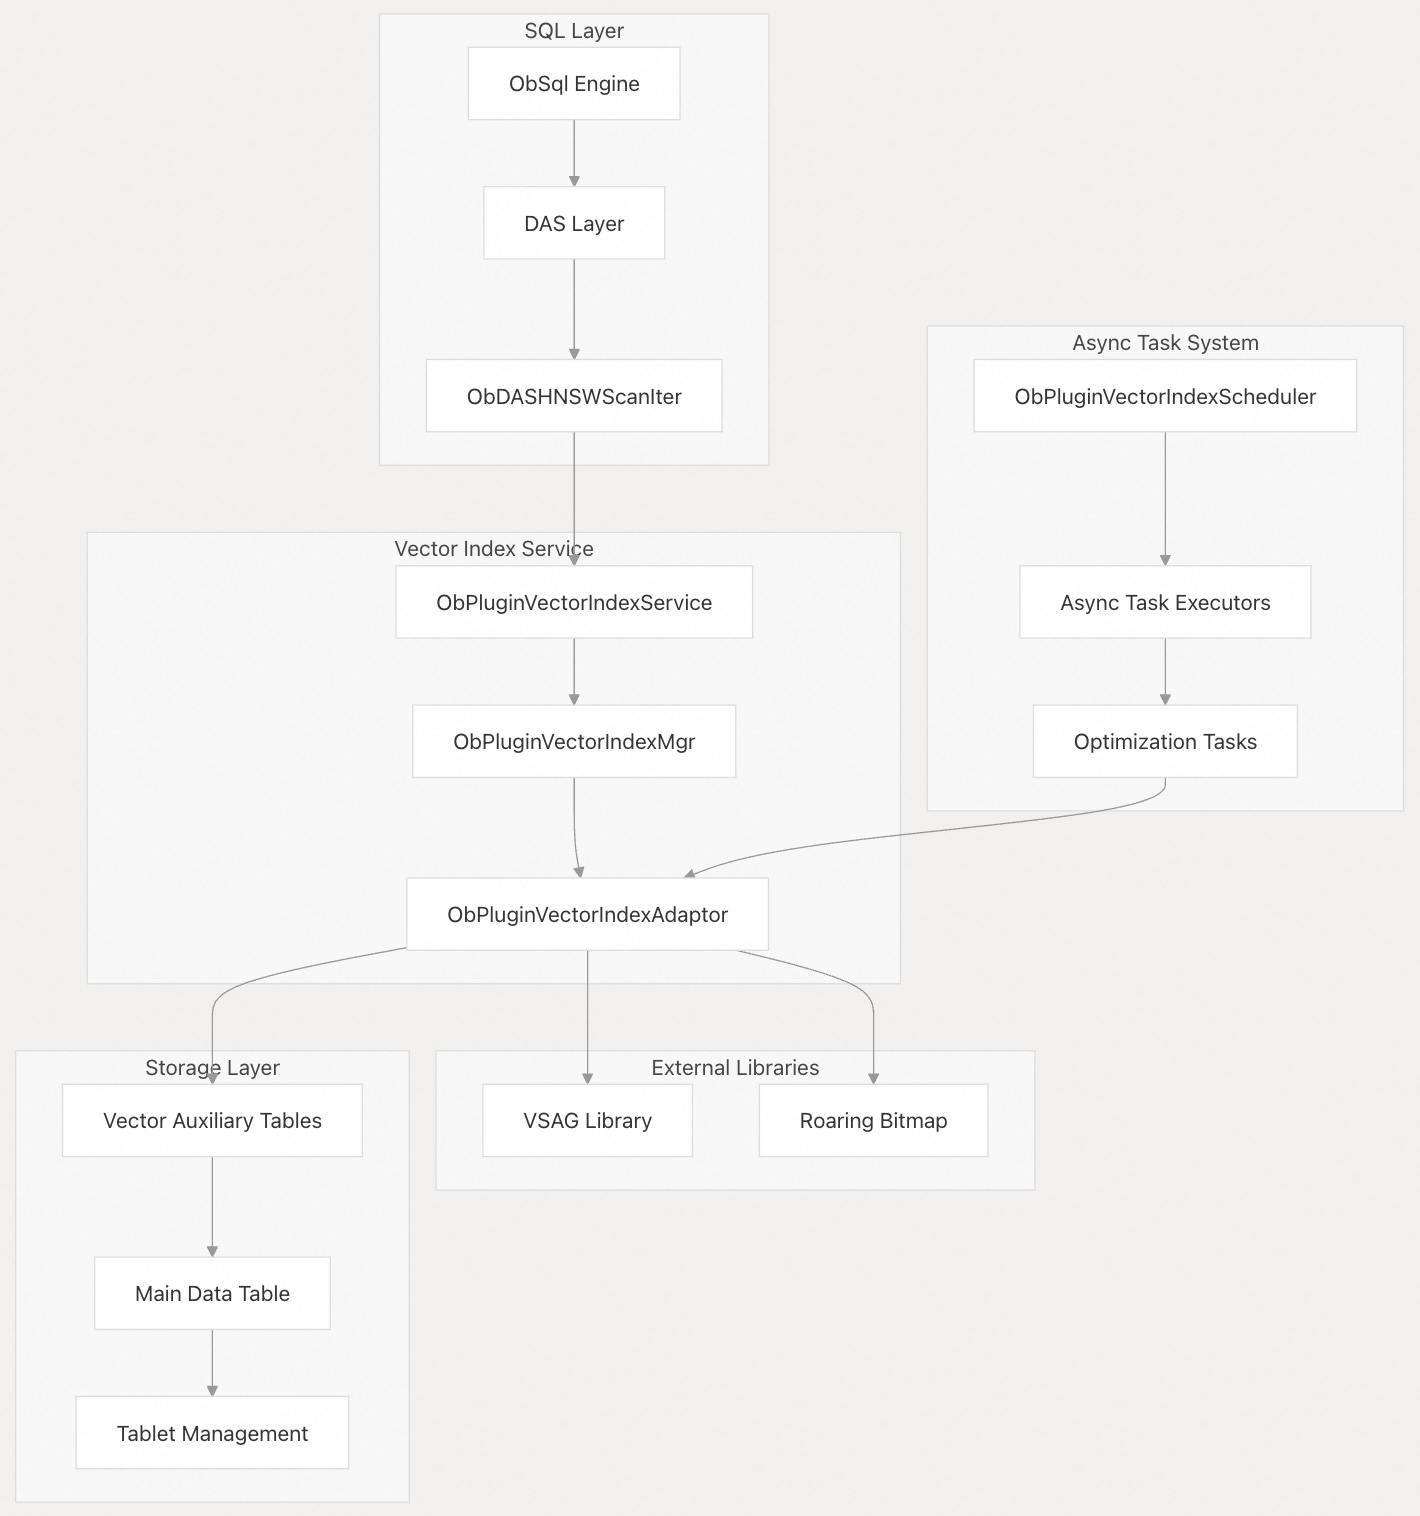 SQL Layer
ObSql Engine
DAS Layer
ObDASHNSWScanIter
Async Task System
ObPluginVectorIndexScheduler
Async Task Executors
Optimization Tasks
Vector Index Service
ObPluginVectorIndexService
ObPluginVectorIndexMgr
ObPluginVectorIndexAdaptor
Storage Layer
Vector Auxiliary Tables
Main Data Table
Tablet Management
External Libraries
VSAG Library
Roaring Bitmap